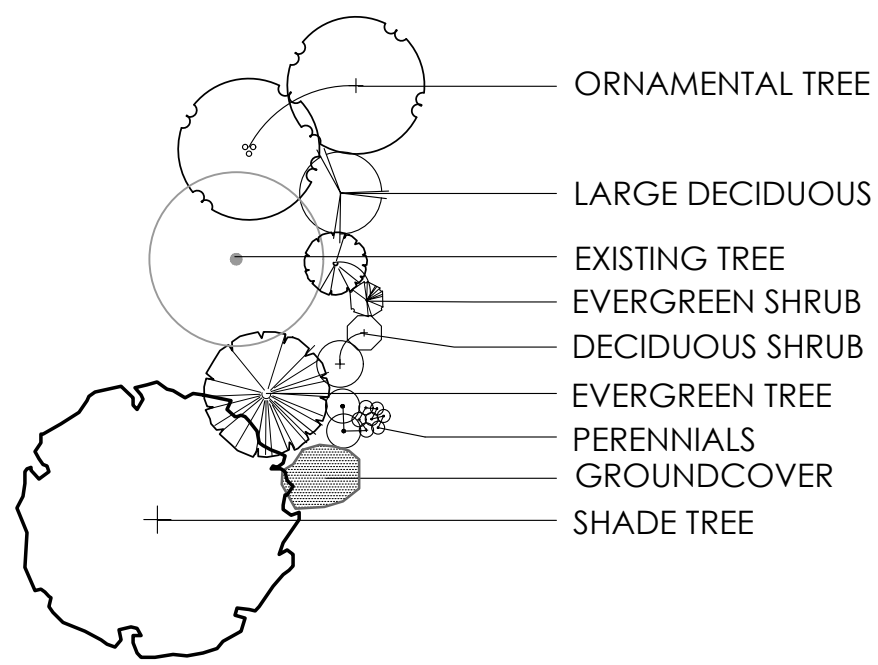 ORNAMENTAL TREE
LARGE DECIDUOUS
EXISTING TREE
EVERGREEN SHRUB
DECIDUOUS SHRUB
EVERGREEN TREE
PERENNIALS
GROUNDCOVER
SHADE TREE